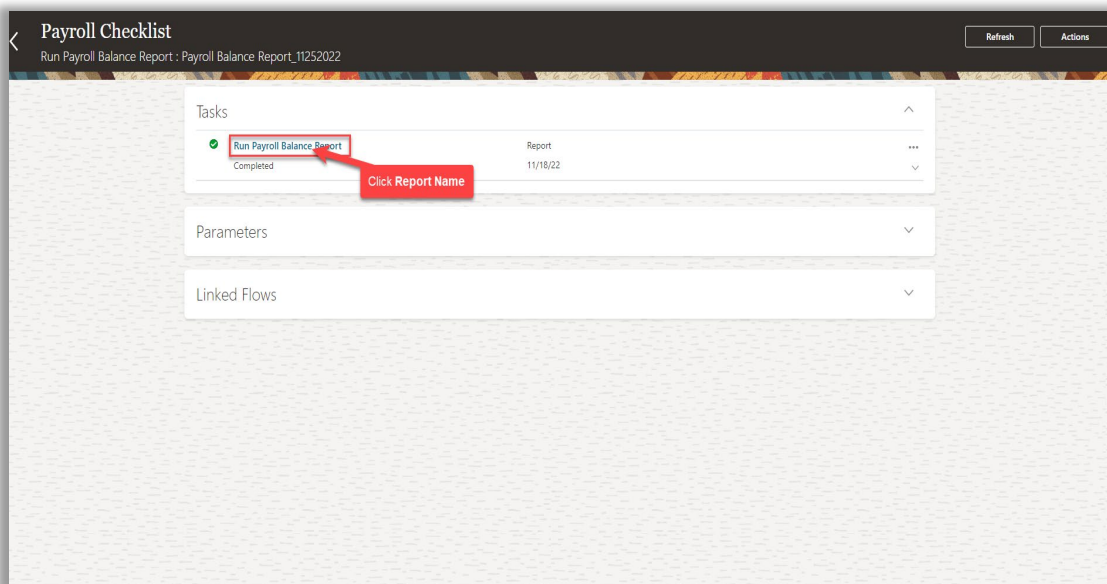 Payroll Checklist
Run Payroll Balance Report : Payroll Balance Report_11252022
Refresh
Actions
Tasks
Run Payroll Balance Report
Report
Completed
11/18/22
Click Report Name
Parameters
Linked Flows